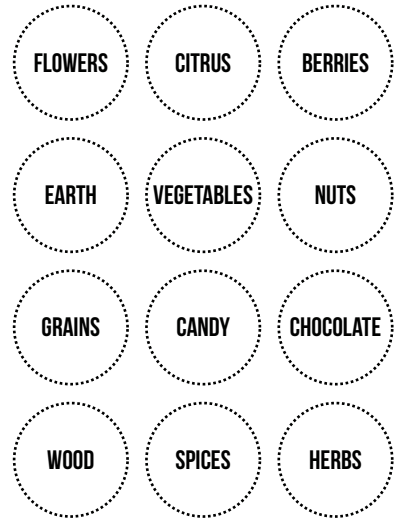 FLOWERS
CITRUS
BERRIES
EARTH
VEGETABLES
NUTS
GRAINS
CANDY
CHOCOLATE
WOOD
SPICES
HERBS